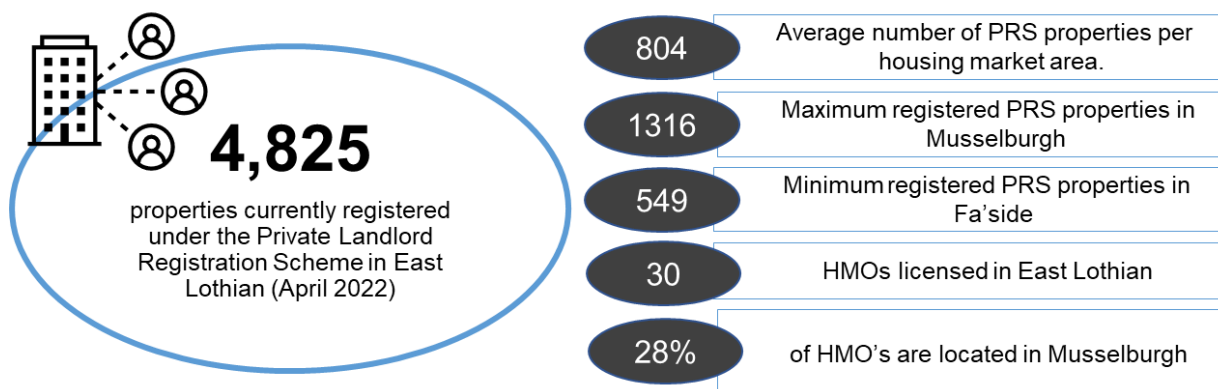 4,825
properties currently registered
under the Private Landlord
Registration Scheme in East
Lothian (April 2022)
804
Average number of PRS properties per
housing market area.
1316
Maximum registered PRS properties in
Musselburgh
549
Minimum registered PRS properties in
Fa’side
30
HMOs licensed in East Lothian
28%
of HMO’s are located in Musselburgh